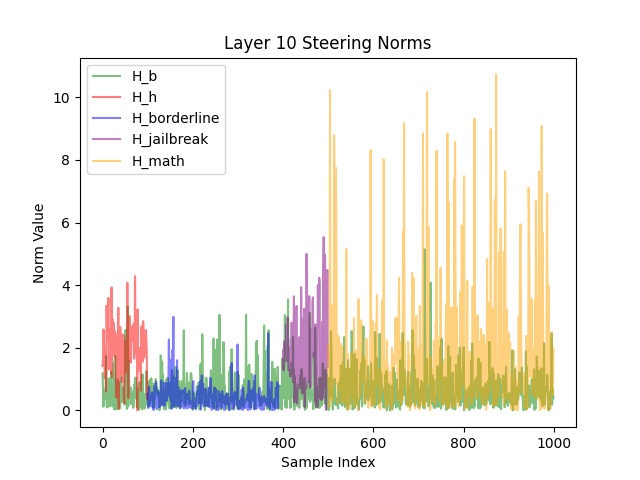 Layer 10 Steering Norms
H_b
H_h
H_borderline
H_jailbreak
H_math
Norm Value
10
8
6
4
2
0
0 200 400 600 800 1000
Sample Index